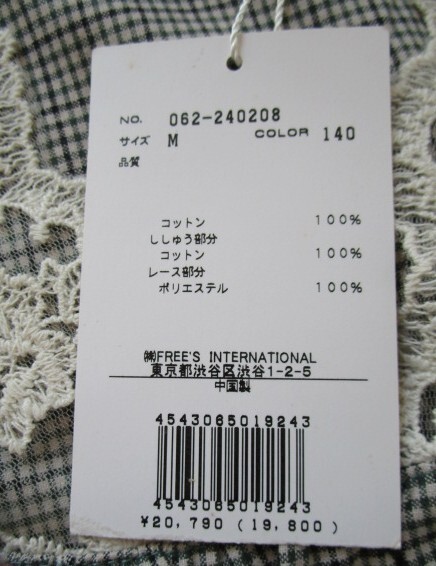 NO. 062-240208
サイズ M COLOR 140
品質
コットン 100%
ししゅう部分
コットン 100%
レース部分
ポリエステル 100%
㈱FREE'S INTERNATIONAL
東京都渋谷区渋谷1-2-5
中国製
4543065019243
4543065019243
¥20,790 (19,800)